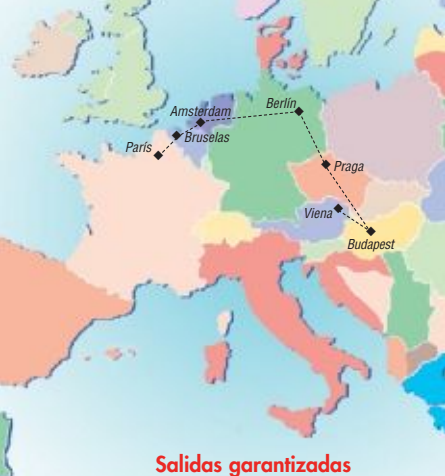 Berlín
Amsterdam
Bruselas
París
Praga
Viena
Budapest
Salidas garantizadas